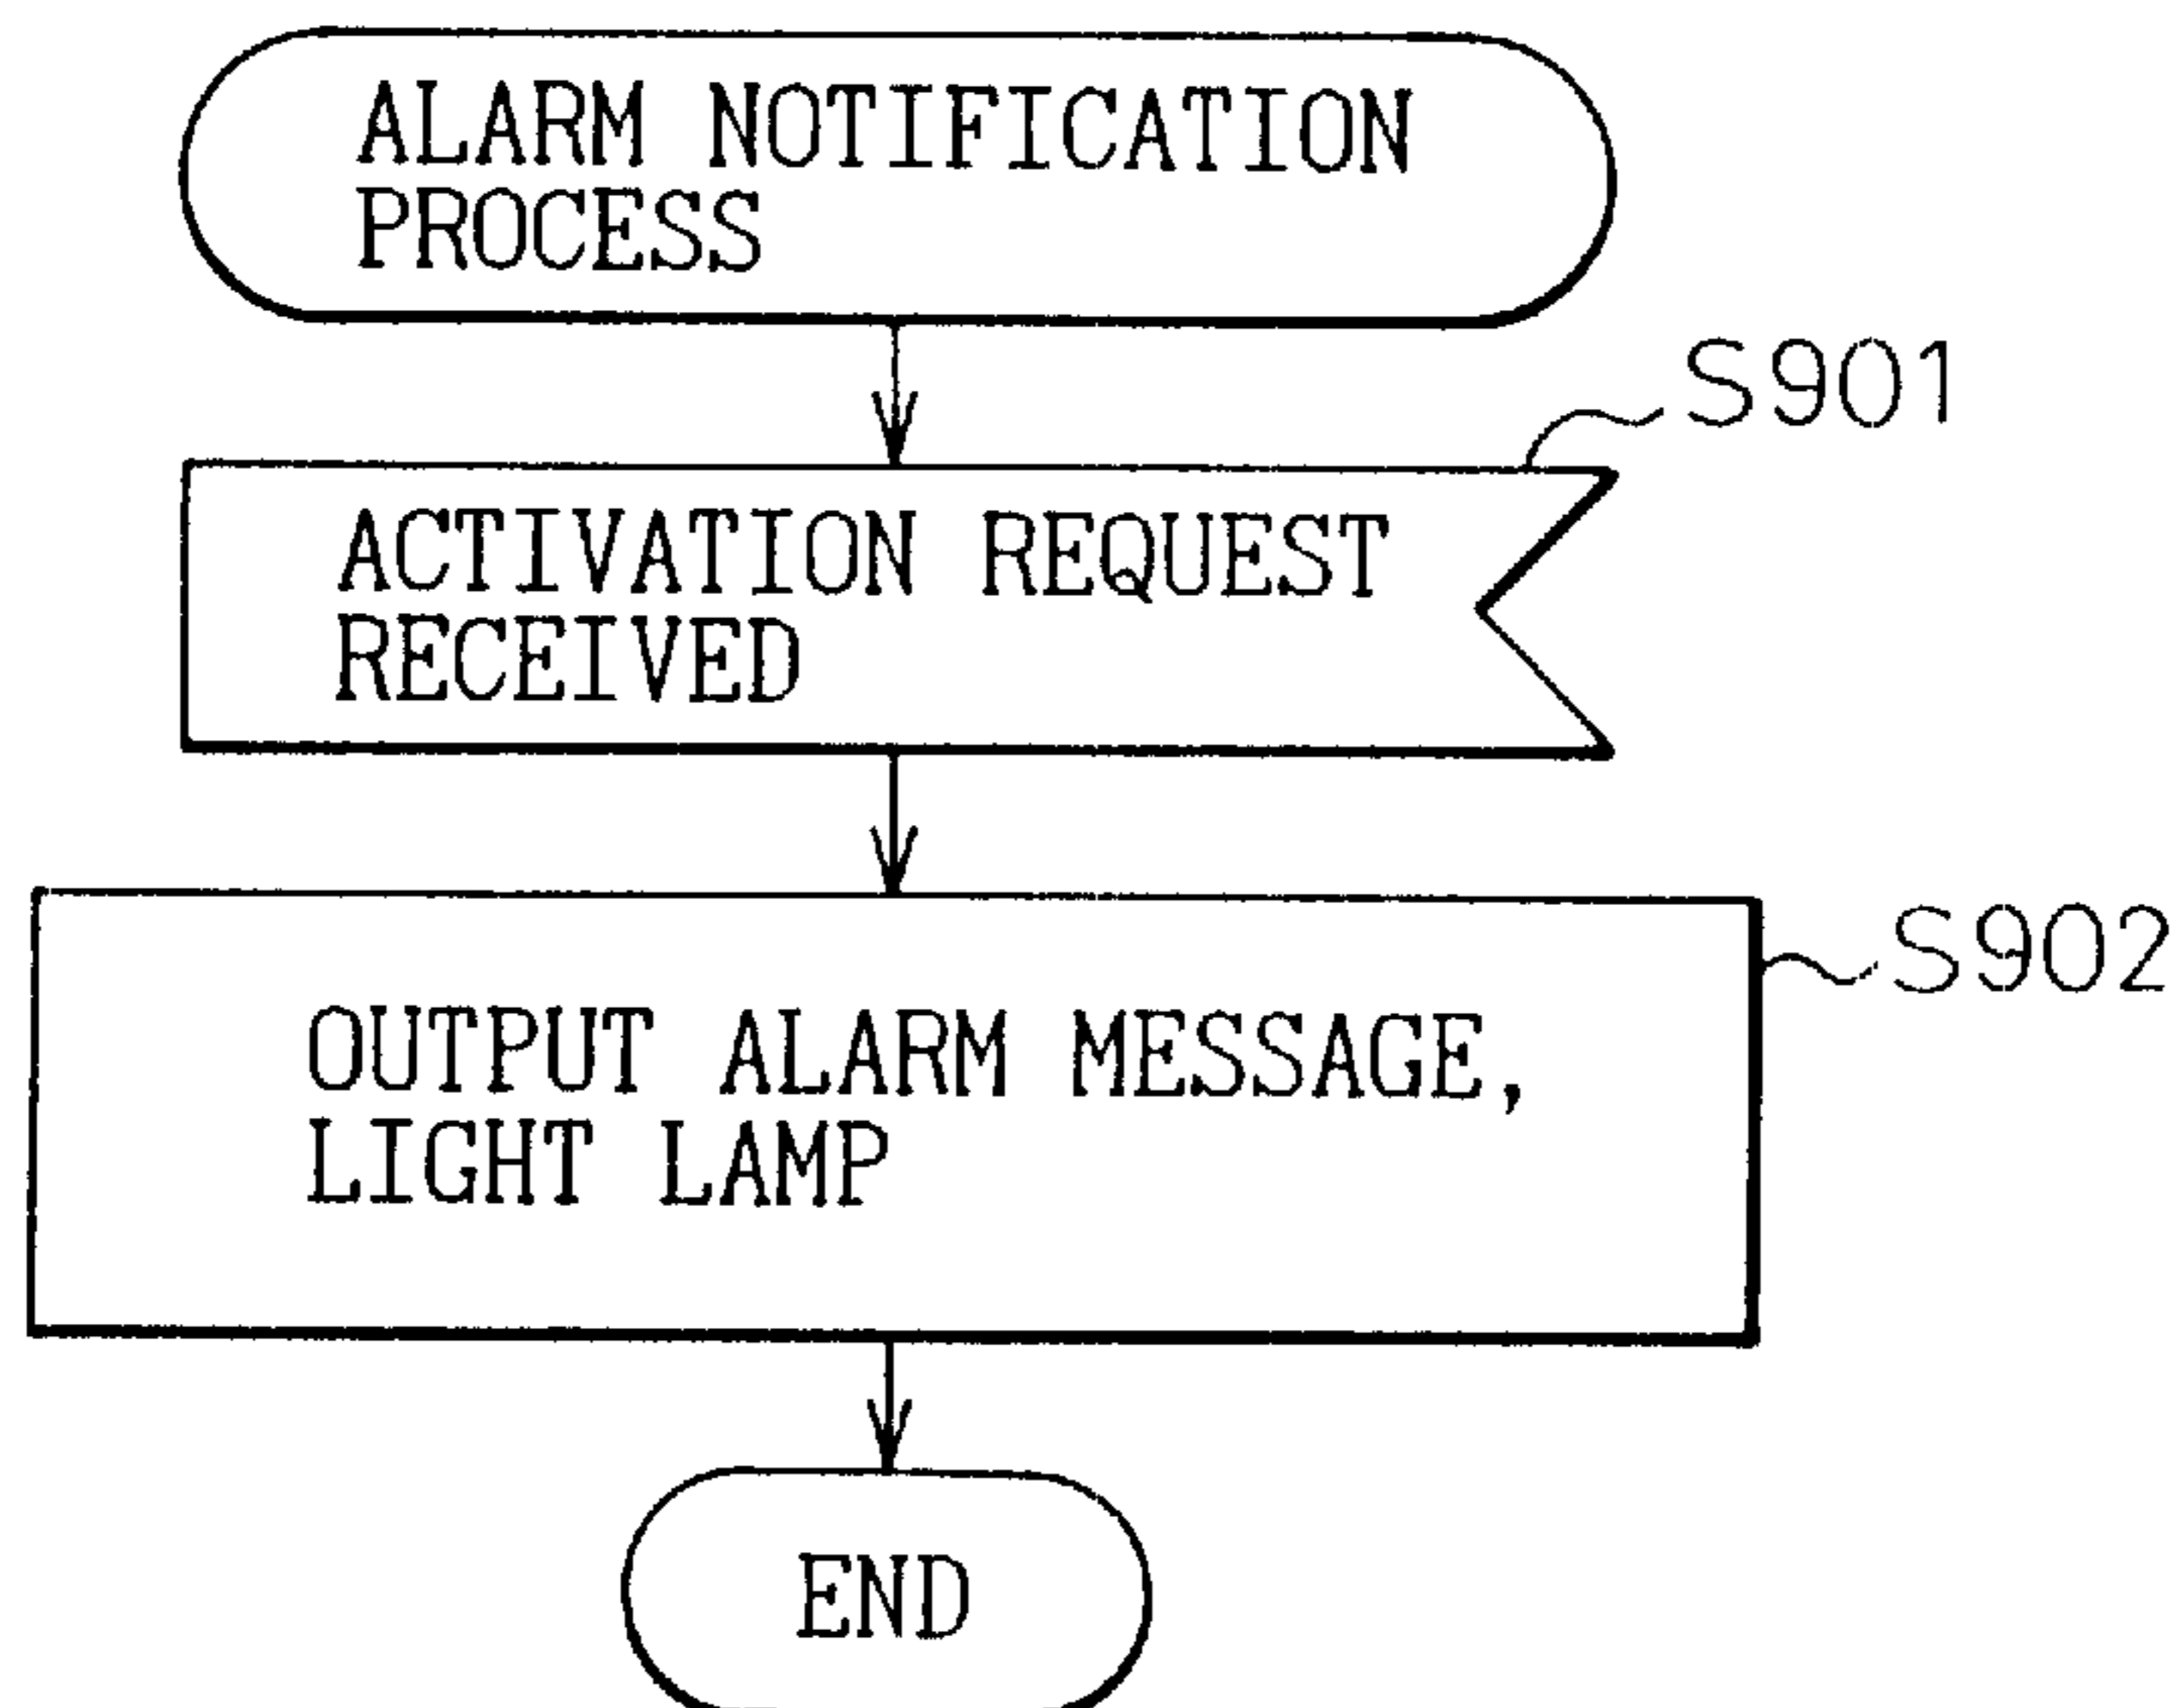 ALARM NOTIFICATION
PROCESS
S901
ACTIVATION REQUEST
RECEIVED
S902
OUTPUT ALARM MESSAGE,
LIGHT LAMP
END